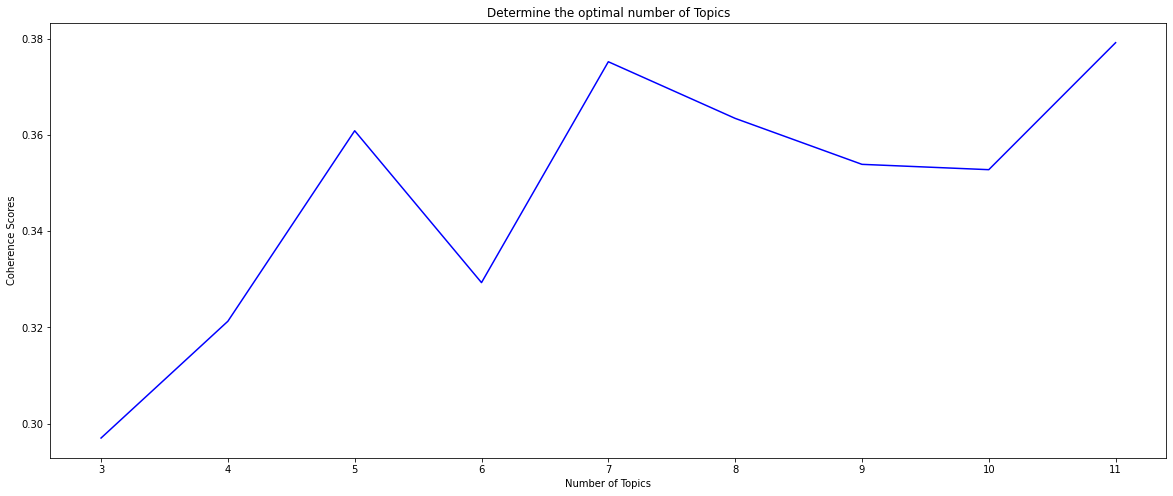 Determine the optimal number of Topics
Coherence Scores
0.38
0.36
0.34
0.32
0.30
3 4 5 6 7 8 9 10 11
Number of Topics